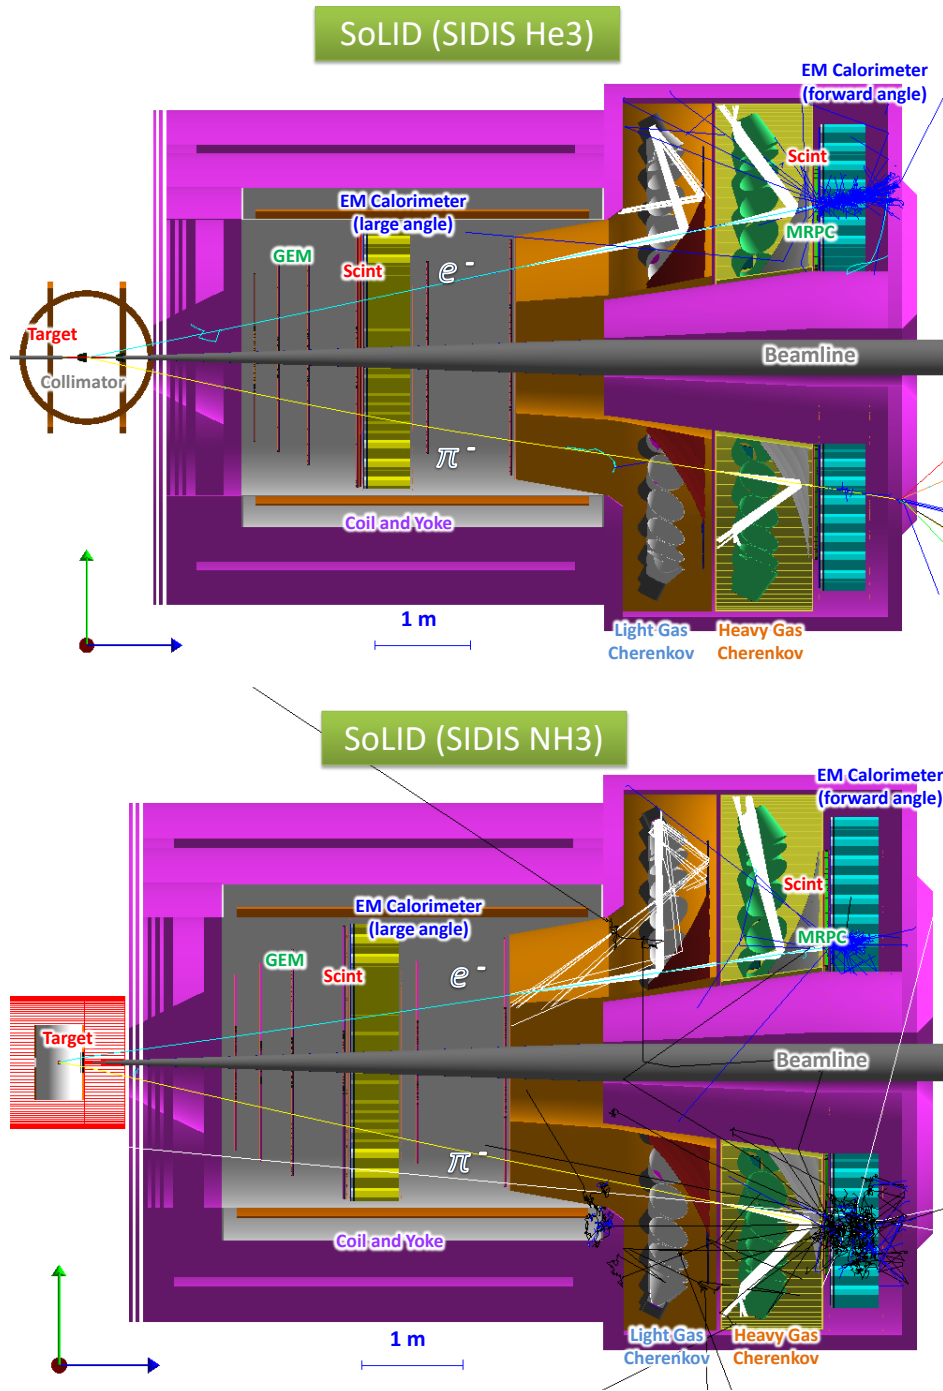 SoLID (SIDIS He3)
EM Calorimeter
(forward angle)
Scint
EM Calorimeter
(large angle)
MRPC
GEM
Scint
e⁻
Target
Collimator
Beamline
π⁻
Coil and Yoke
1 m
Light Gas
Cherenkov
Heavy Gas
Cherenkov
SoLID (SIDIS NH3)
EM Calorimeter
(forward angle)
EM Calorimeter
(large angle)
Scint
MRPC
GEM
Scint
e⁻
Target
Beamline
π⁻
Coil and Yoke
1 m
Light Gas
Cherenkov
Heavy Gas
Cherenkov